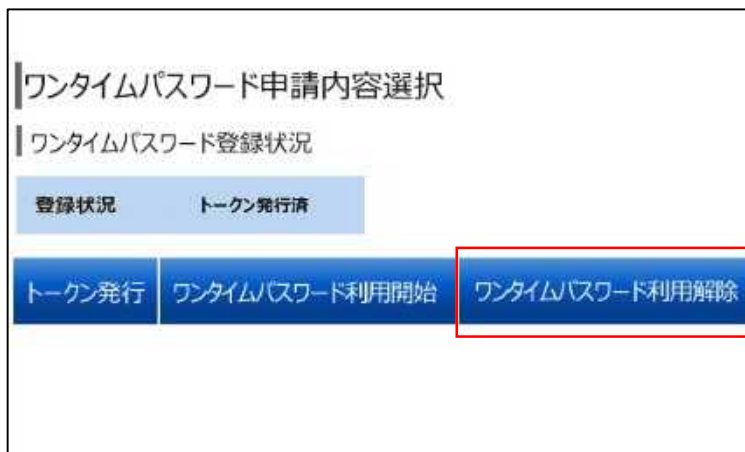 ワンタイムパスワード申請内容選択
ワンタイムパスワード登録状況
登録状況 トークン発行済
トークン発行 ワンタイムパスワード利用開始 ワンタイムパスワード利用解除